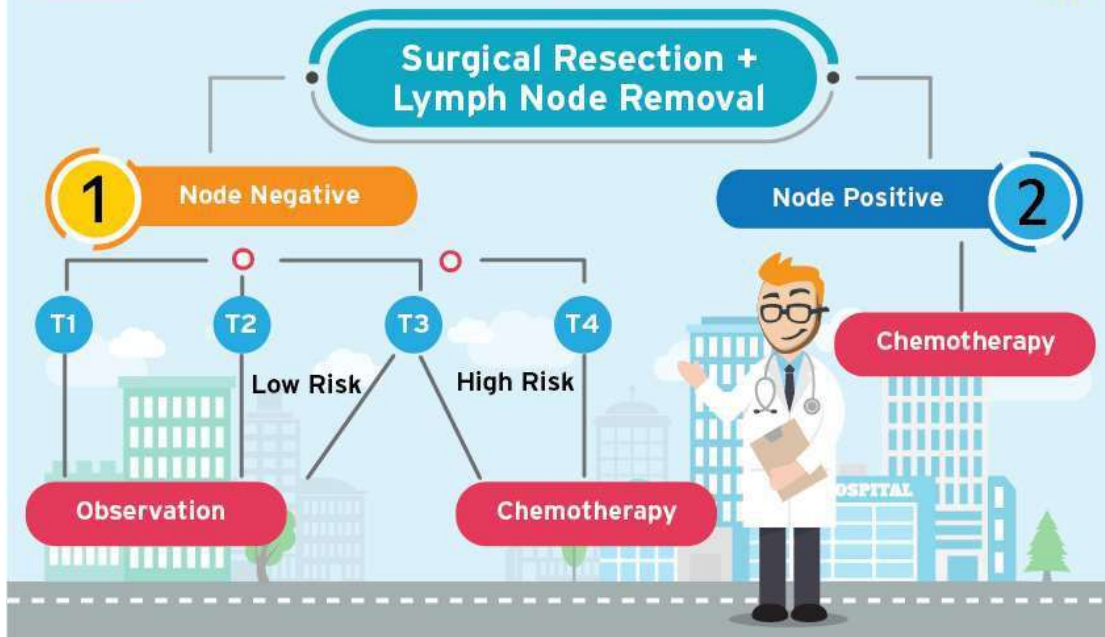 Surgical Resection +
Lymph Node Removal
1
Node Negative
Node Positive
2
T1
T2
T3
T4
Low Risk
High Risk
Chemotherapy
Observation
Chemotherapy
OSPITAL